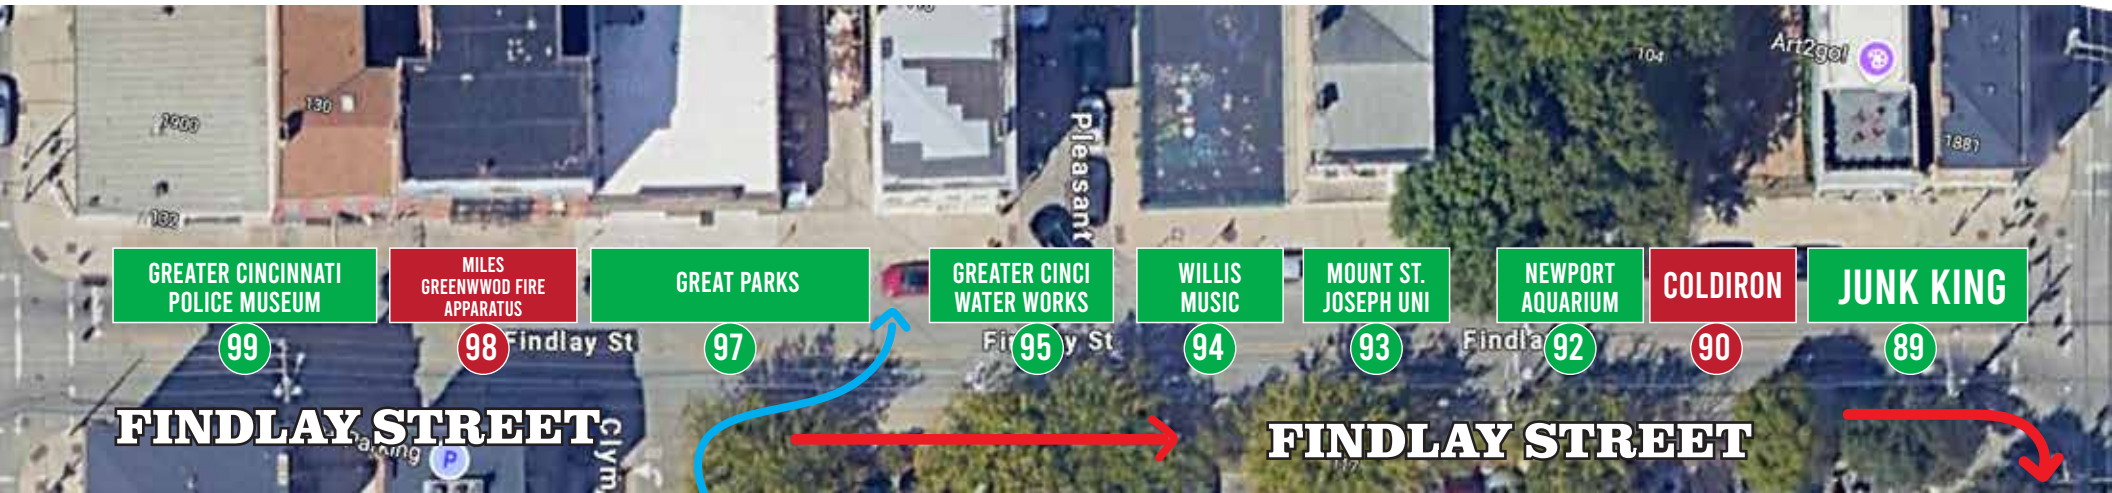 104
Art2go!
130
1900
1887
Pleasant
132
GREATER CINCINNATI
POLICE MUSEUM
MILES
GREENWWOD FIRE
APPARATUS
GREAT PARKS
GREATER CINCI
WATER WORKS
WILLIS
MUSIC
MOUNT ST.
JOSEPH UNI
NEWPORT
AQUARIUM
COLDIRON
JUNK KING
99
98
97
95
94
93
92
90
89
Findlay St
FINDLAY STREET
FINDLAY STREET
Clym
P